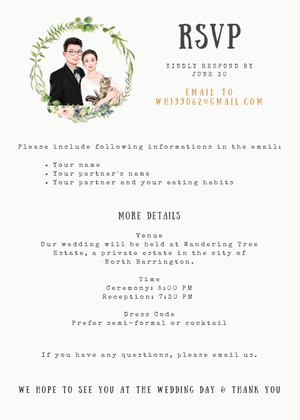 RSVP
KINDLY RESPOND BY
JUNE 30
EMAIL TO
WH199062@GMAIL.COM
Please include following informations in the email:
• Your name
• Your partner's name
• Your partner and your eating habits
MORE DETAILS
Venue
Our wedding will be held at Wandering Tree
Estate, a private estate in the city of
North Barrington.
Time
Ceremony: 5:00 PM
Reception: 7:30 PM
Dress Code
Prefer semi-formal or cocktail
If you have any questions, please email us.
WE HOPE TO SEE YOU AT THE WEDDING DAY & THANK YOU